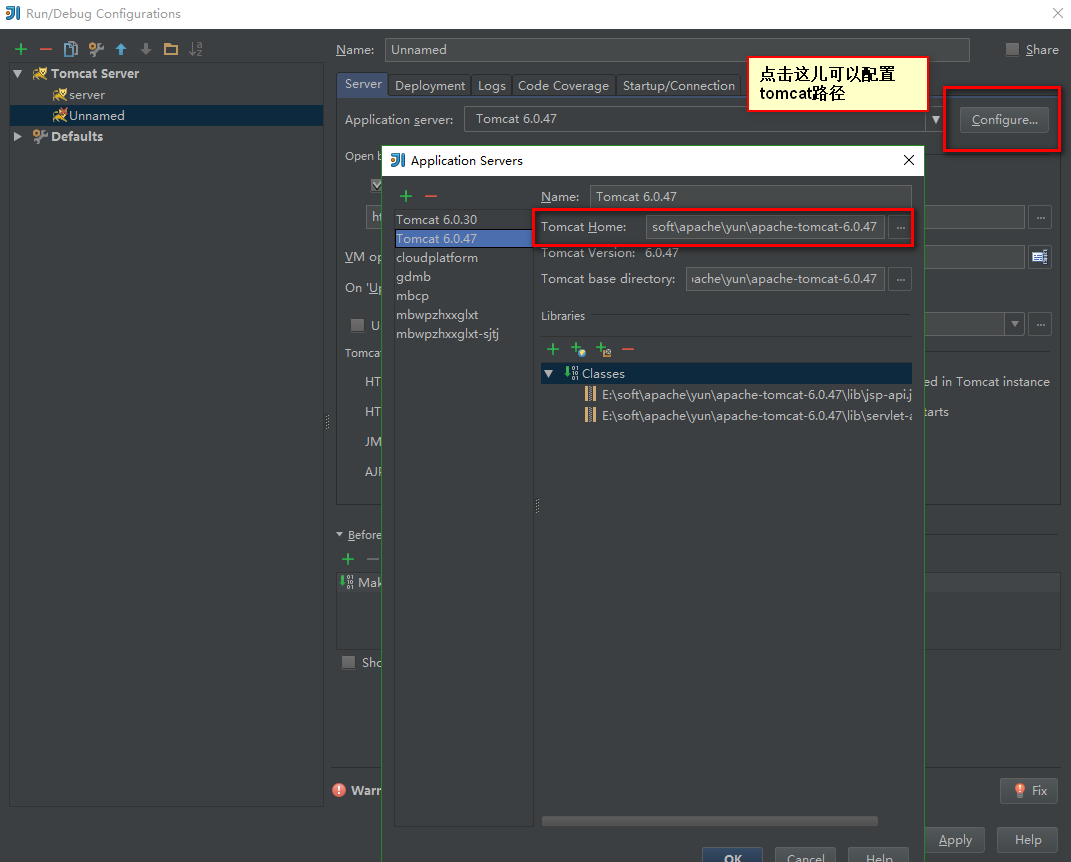 Run/Debug Configurations
Name: Unnamed Share
Tomcat Server
server
Unnamed
Defaults
Server Deployment Logs Code Coverage Startup/Connection
点击这儿可以配置
tomcat路径
Application server: Tomcat 6.0.47 Configure...
Open
Application Servers
Name: Tomcat 6.0.47
Tomcat 6.0.30
Tomcat 6.0.47
cloudplatform
gdmb
mbcp
mbwpzhxxglxt
mbwpzhxxglxt-sjtj
Tomcat Home: soft\apache\yun\apache-tomcat-6.0.47 ...
Tomcat Version: 6.0.47
Tomcat base directory: ache\yun\apache-tomcat-6.0.47 ...
Libraries
Classes
E:\soft\apache\yun\apache-tomcat-6.0.47\lib\jsp-api.j
E:\soft\apache\yun\apache-tomcat-6.0.47\lib\servlet-a
VM op
On 'Up
U
Tomcat
HT
HT
JM
AJF
ed in Tomcat instance
tarts
Before
Mak
Sho
Warn
Fix
OK Cancel Help
Apply Help